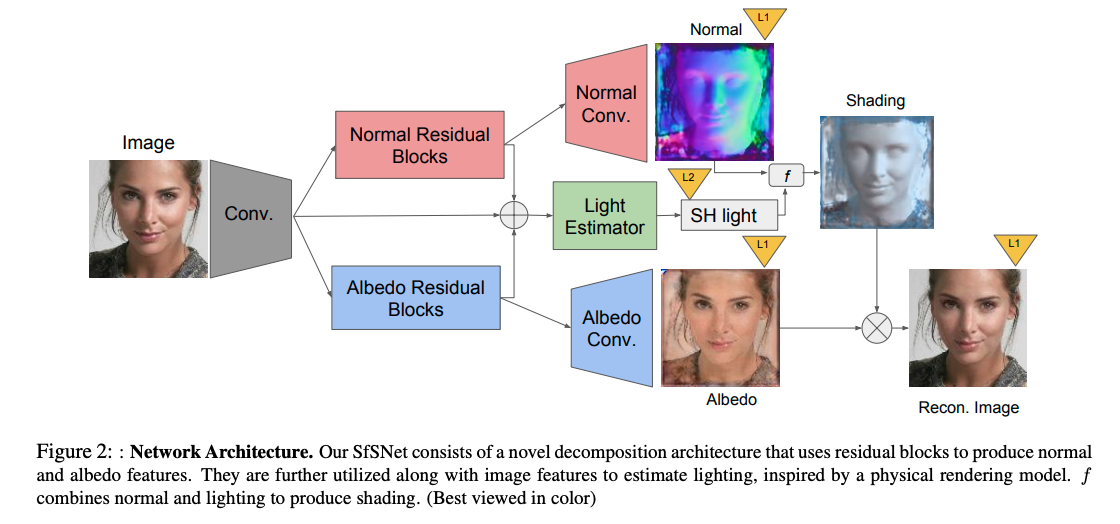 Normal
L1
Image
Conv.
Normal Residual
Blocks
Normal
Conv.
Shading
L2
f
Light
Estimator
SH light
L1
Albedo Residual
Blocks
Albedo
Conv.
Albedo
L1
Recon. Image
Figure 2: : Network Architecture. Our SfSNet consists of a novel decomposition architecture that uses residual blocks to produce normal
and albedo features. They are further utilized along with image features to estimate lighting, inspired by a physical rendering model. f
combines normal and lighting to produce shading. (Best viewed in color)